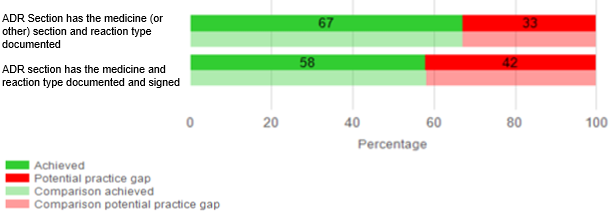 ADR Section has the medicine (or
other) section and reaction type
documented
67 33
ADR section has the medicine and
reaction type documented and signed
58 42
0 20 40 60 80 100
Percentage
Achieved
Potential practice gap
Comparison achieved
Comparison potential practice gap